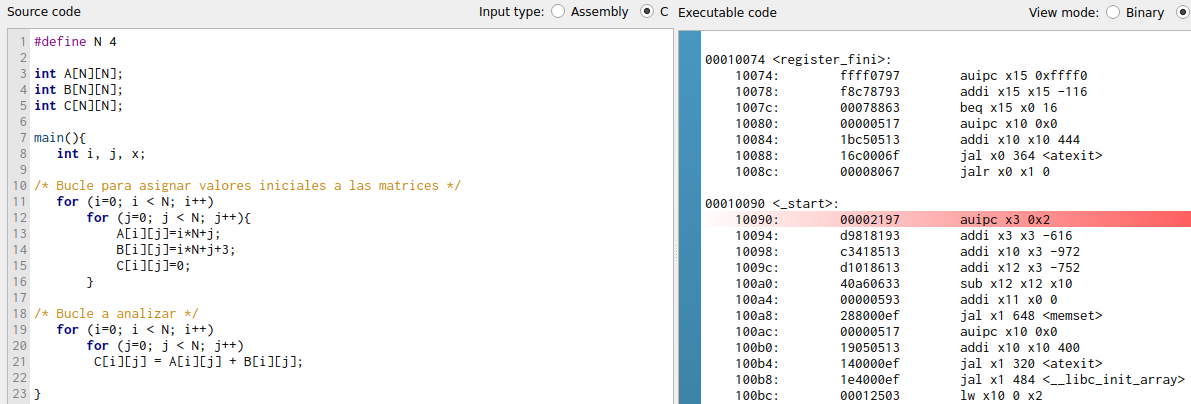 Source code Input type: Assembly C
1 #define N 4
2
3 int A[N][N];
4 int B[N][N];
5 int C[N][N];
6
7 main(){
8    int i, j, x;
9
10 /* Bucle para asignar valores iniciales a las matrices */
11    for (i=0; i < N; i++)
12        for (j=0; j < N; j++){
13            A[i][j]=i*N+j;
14            B[i][j]=i*N+j+3;
15            C[i][j]=0;
16        }
17
18 /* Bucle a analizar */
19    for (i=0; i < N; i++)
20        for (j=0; j < N; j++)
21         C[i][j] = A[i][j] + B[i][j];
22
23 }
Executable code View mode: Binary
00010074 <register_fini>:
10074: ffff0797 auipc x15 0xffff0
10078: f8c78793 addi x15 x15 -116
1007c: 00078863 beq x15 x0 16
10080: 00000517 auipc x10 0x0
10084: 1bc50513 addi x10 x10 444
10088: 16c0006f jal x0 364 <atexit>
1008c: 00008067 jalr x0 x1 0
00010090 <_start>:
10090: 00002197 auipc x3 0x2
10094: d9818193 addi x3 x3 -616
10098: c3418513 addi x10 x3 -972
1009c: d1018613 addi x12 x3 -752
100a0: 40a60633 sub x12 x12 x10
100a4: 00000593 addi x11 x0 0
100a8: 288000ef jal x1 648 <memset>
100ac: 00000517 auipc x10 0x0
100b0: 19050513 addi x10 x10 400
100b4: 140000ef jal x1 320 <atexit>
100b8: 1e4000ef jal x1 484 <__libc_init_array>
100bc: 00012503 lw x10 0 x2